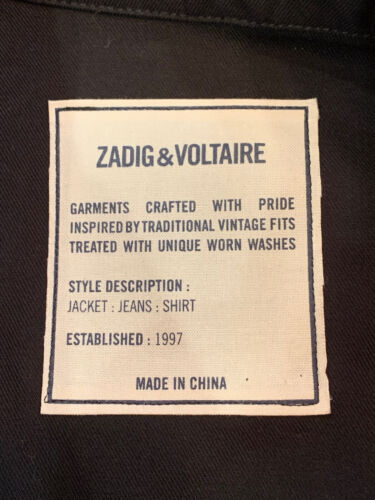 ZADIG&VOLTAIRE
GARMENTS CRAFTED WITH PRIDE
INSPIRED BY TRADITIONAL VINTAGE FITS
TREATED WITH UNIQUE WORN WASHES
STYLE DESCRIPTION :
JACKET : JEANS : SHIRT
ESTABLISHED : 1997
MADE IN CHINA